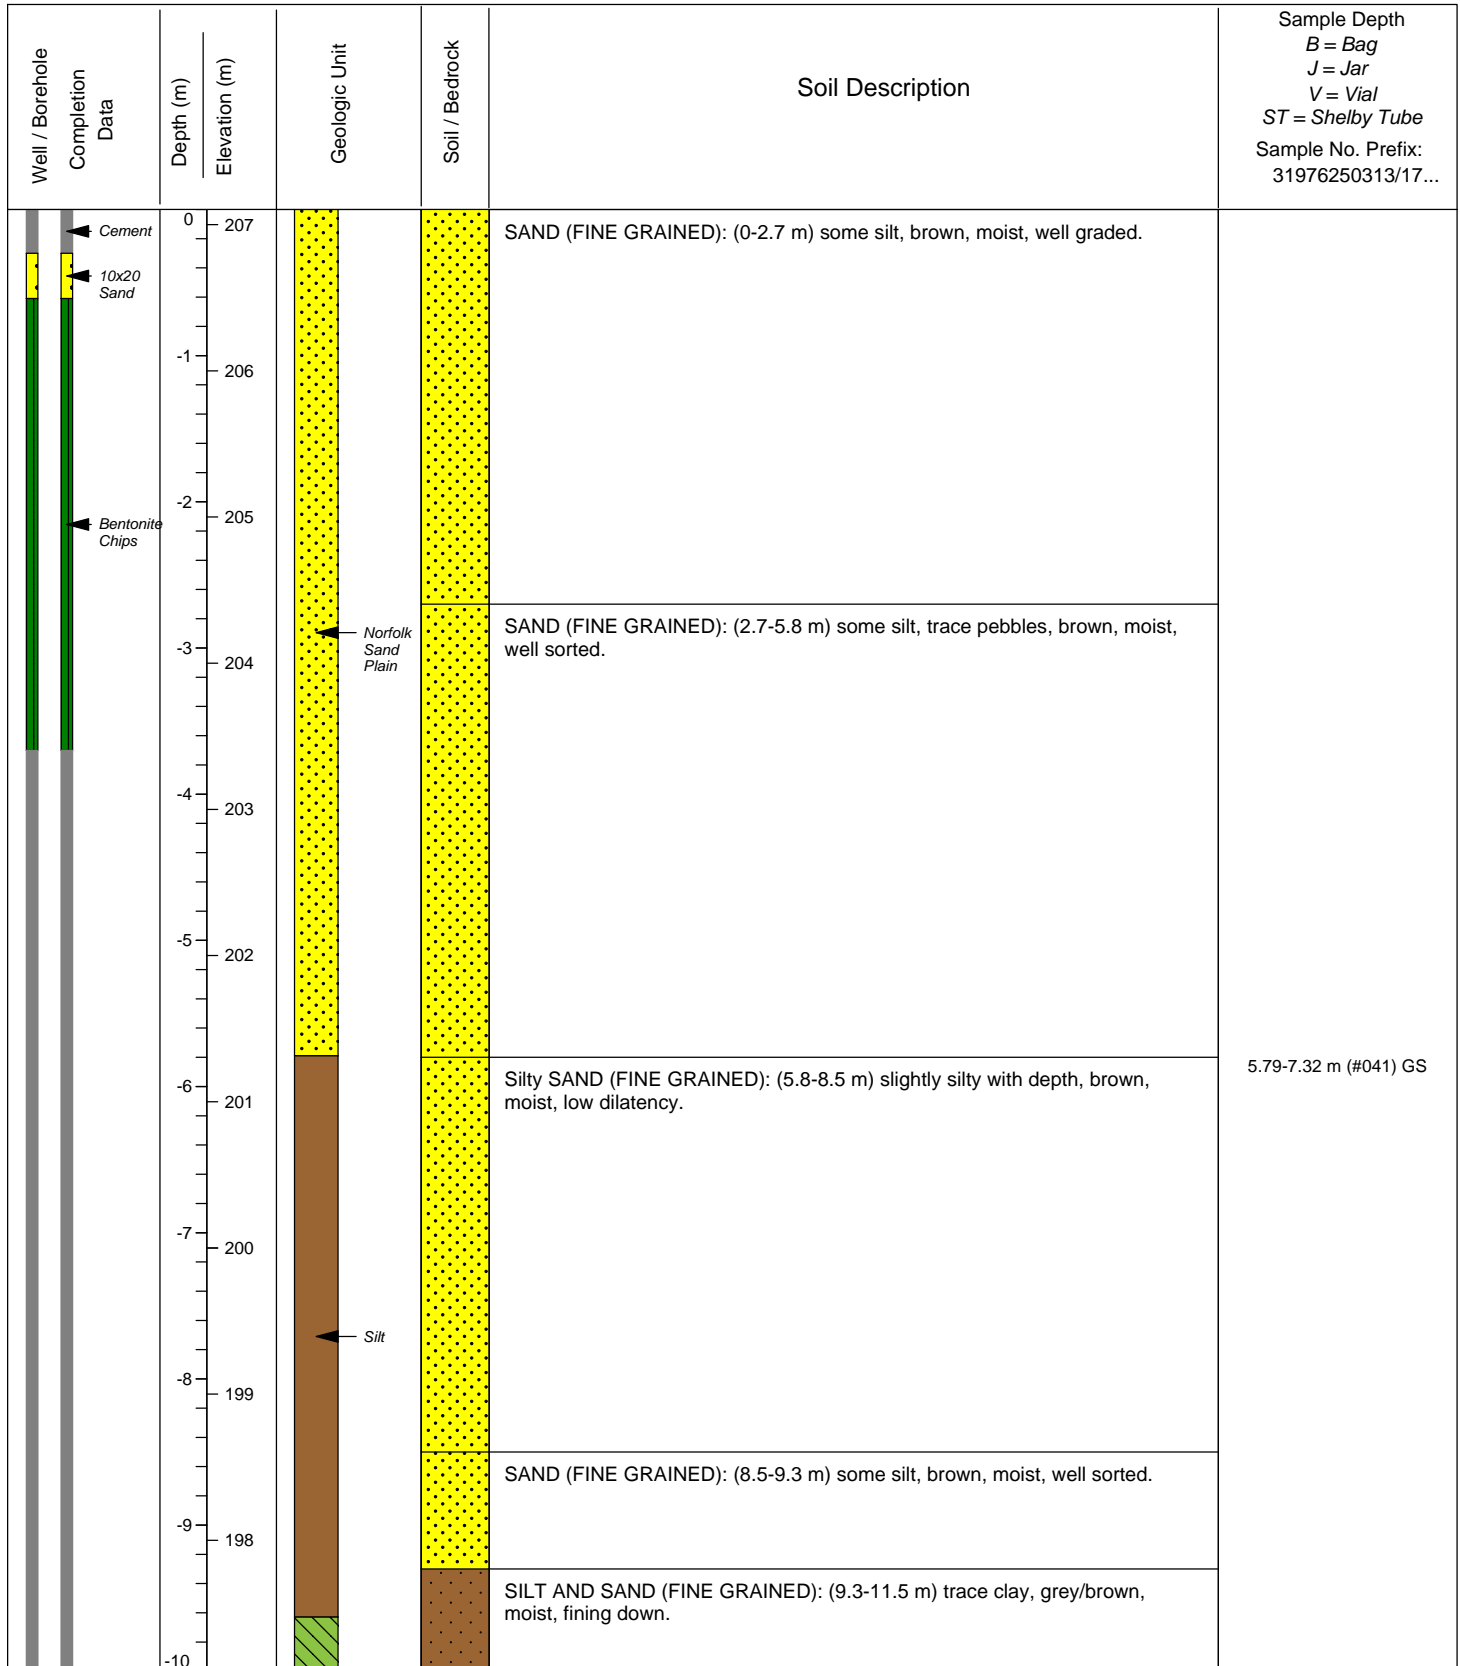 Well / Borehole
Completion
Data
Depth (m)
Elevation (m)
Geologic Unit
Soil / Bedrock
Soil Description
Sample Depth
B = Bag
J = Jar
V = Vial
ST = Shelby Tube
Sample No. Prefix:
31976250313/17...
0
207
Cement
SAND (FINE GRAINED): (0-2.7 m) some silt, brown, moist, well graded.
10x20
Sand
-1
206
-2
205
Bentonite
Chips
SAND (FINE GRAINED): (2.7-5.8 m) some silt, trace pebbles, brown, moist,
well sorted.
Norfolk
Sand
Plain
-3
204
-4
203
-5
202
5.79-7.32 m (#041) GS
Silty SAND (FINE GRAINED): (5.8-8.5 m) slightly silty with depth, brown,
moist, low dilatency.
-6
201
-7
200
Silt
-8
199
SAND (FINE GRAINED): (8.5-9.3 m) some silt, brown, moist, well sorted.
-9
198
SILT AND SAND (FINE GRAINED): (9.3-11.5 m) trace clay, grey/brown,
moist, fining down.
-10